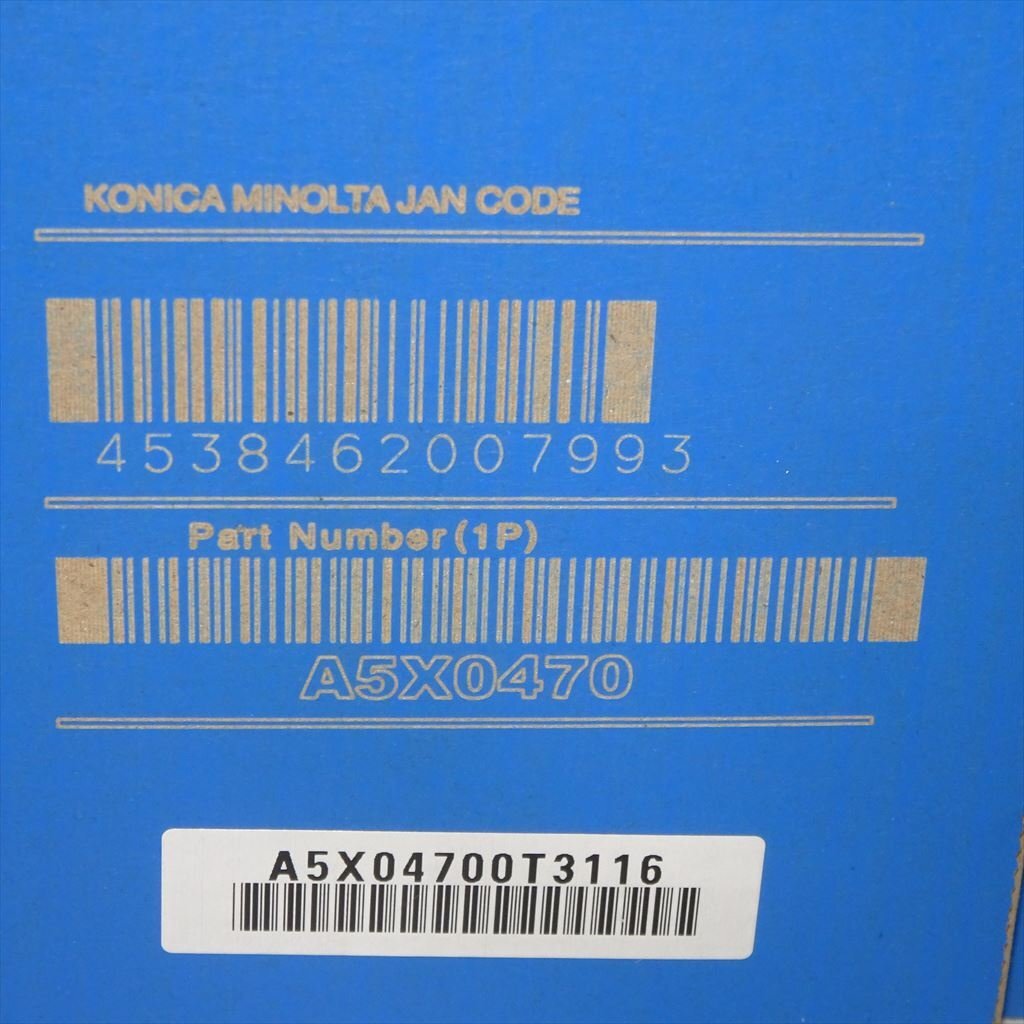 KONICA MINOLTA JAN CODE
4538462007993
Part Number(1P)
A5X0470
A5X04700T3116